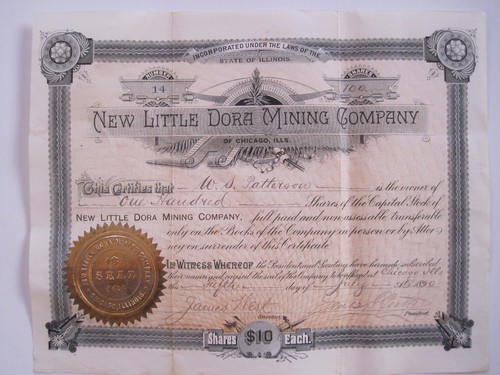 INCORPORATED UNDER THE LAWS OF THE
STATE OF ILLINOIS.
NUMBER
14
SHARES
100
NEW LITTLE DORA MINING COMPANY
OF CHICAGO, ILLS.
This Certifies that W. S. Patterson is the owner of
One Hundred Shares of the Capital Stock of
NEW LITTLE DORA MINING COMPANY, full paid and non-assessable transferable
only on the Books of the Company in person or by Attor
ney on surrender of this Certificate.
IN WITNESS WHEREOF the President and Secretary have hereunto subscribed
their names and caused the seal of the Company to be affixed at Chicago Ills
this Fifth day of July 1890
James
President.
SEAL
CHICAGO ILLINOIS
Shares $10 Each.